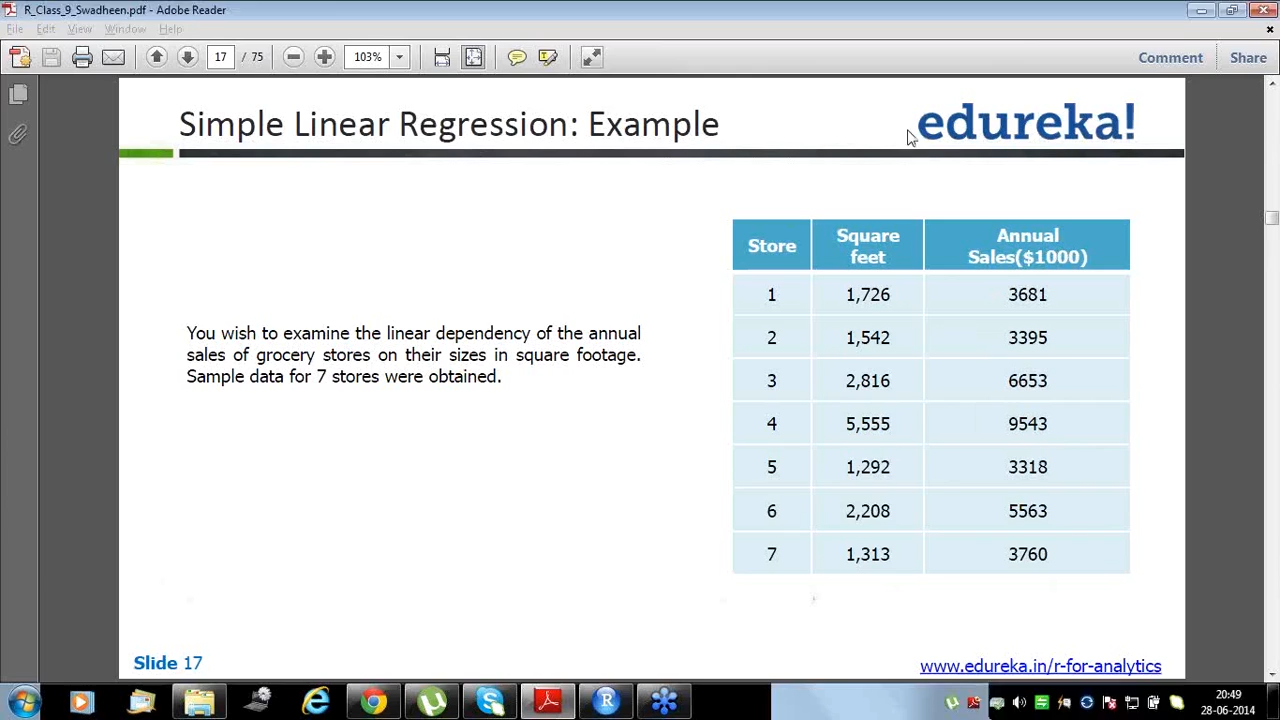 R_Class_9_Swadheen.pdf - Adobe Reader
File Edit View Window Help
17 / 75 103% Comment Share
Simple Linear Regression: Example
edureka!
Store Square feet Annual Sales($1000)
1 1,726 3681
2 1,542 3395
3 2,816 6653
4 5,555 9543
5 1,292 3318
6 2,208 5563
7 1,313 3760
You wish to examine the linear dependency of the annual
sales of grocery stores on their sizes in square footage.
Sample data for 7 stores were obtained.
Slide 17
www.edureka.in/r-for-analytics
20:49
28-06-2014